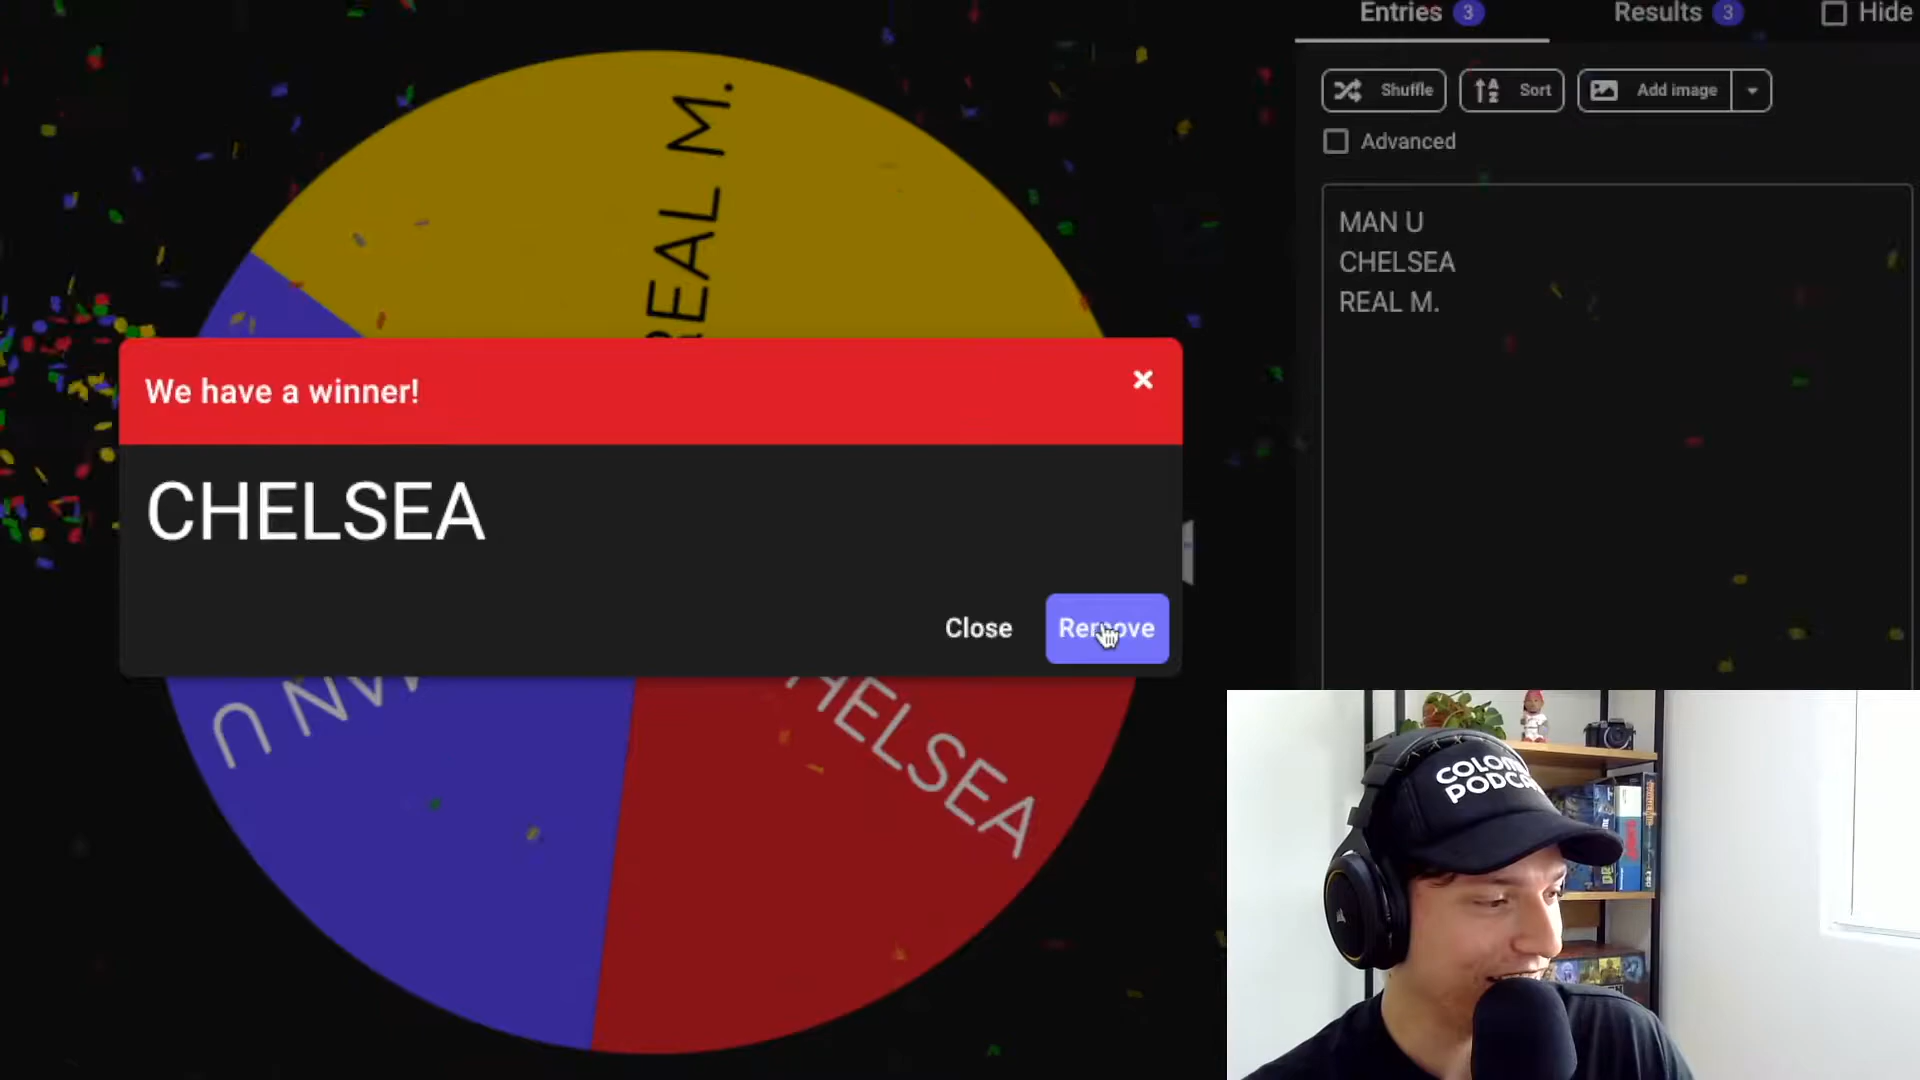 Entries 3
Results 3
Hide
Shuffle
Sort
Add image
Advanced
MAN U
CHELSEA
REAL M.
REAL M.
We have a winner!
CHELSEA
Close
Remove
MAN U
HELSEA